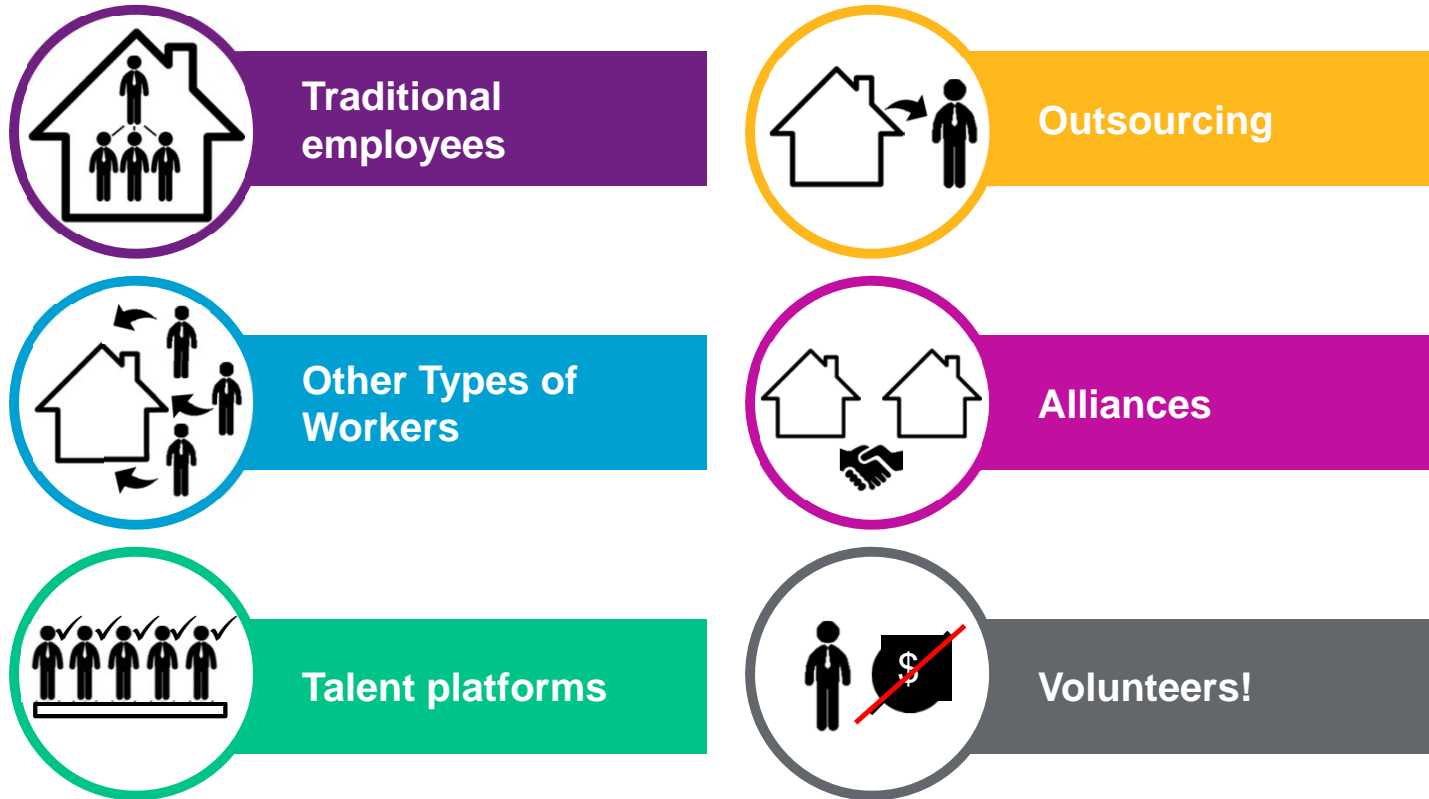 Traditional
employees
Outsourcing
Other Types of
Workers
Alliances
Talent platforms
$
Volunteers!